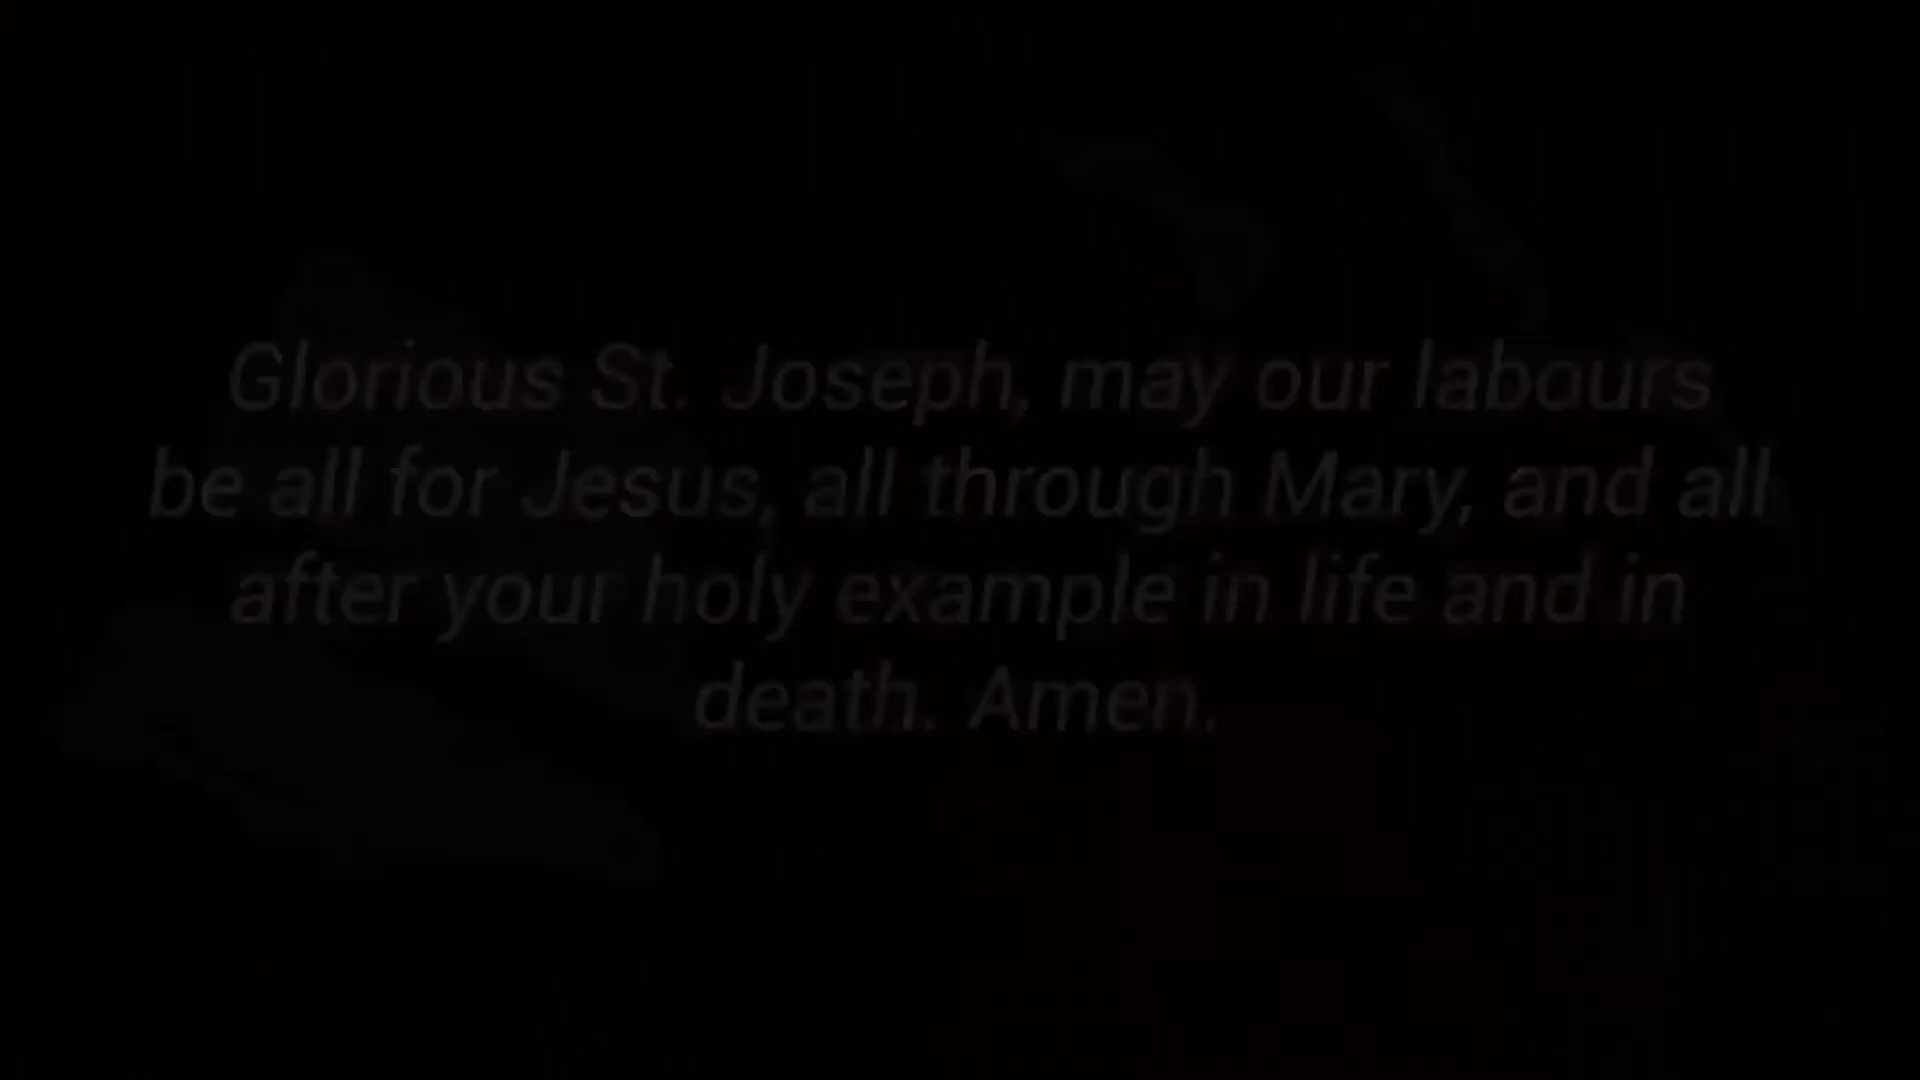 Glorious St. Joseph, may our labours
be all for Jesus, all through Mary, and all
after your holy example in life and in
death. Amen.